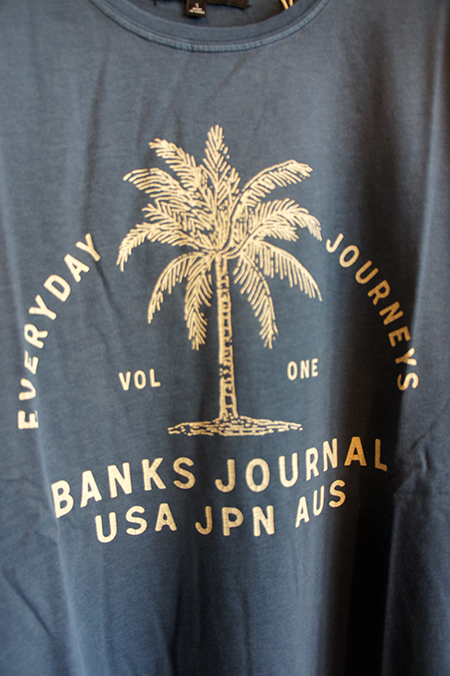 EVERYDAY JOURNEYS
VOL ONE
BANKS JOURNAL
USA JPN AUS